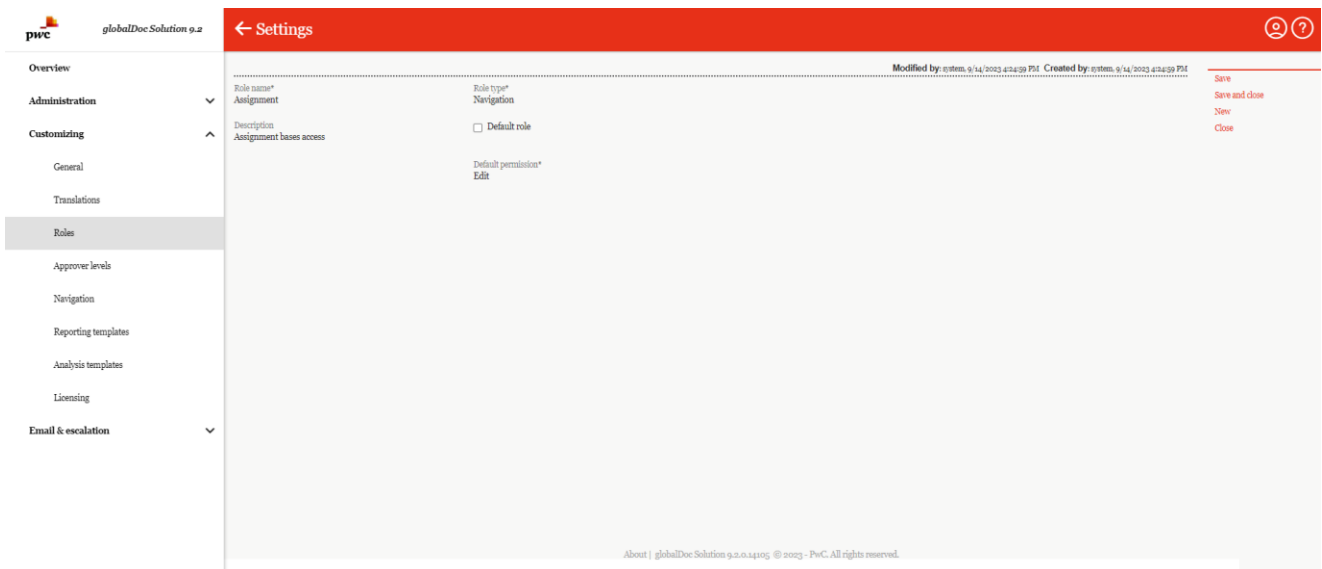 pwc
globalDoc Solution 9.2
Settings
Overview
Administration
Customizing
General
Translations
Roles
Approver levels
Navigation
Reporting templates
Analysis templates
Licensing
Email & escalation
Modified by: system, 9/14/2023 4:24:59 PM Created by: system, 9/14/2023 4:24:59 PM
Role name*
Assignment
Role type*
Navigation
Description
Assignment bases access
Default role
Default permission*
Edit
Save
Save and close
New
Close
About | globalDoc Solution 9.2.0.14105 © 2023 - PwC. All rights reserved.